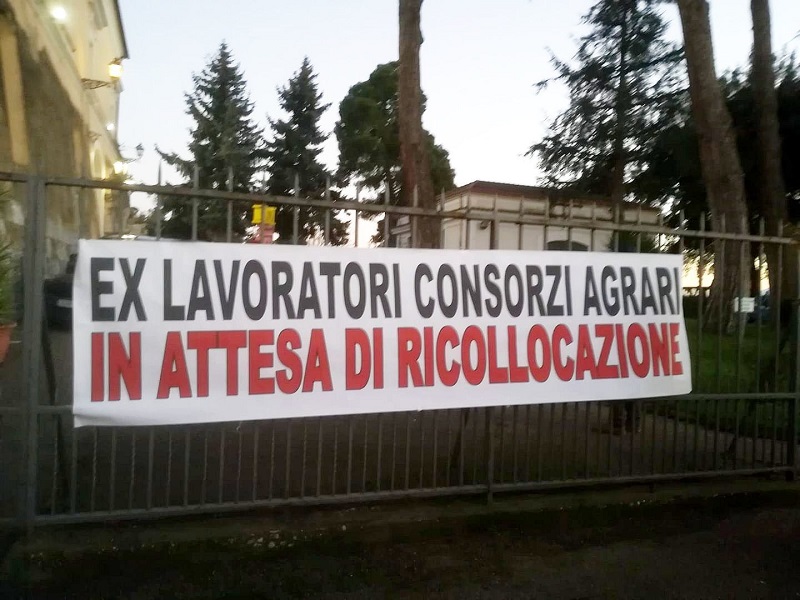 EX LAVORATORI CONSORZI AGRARI
IN ATTESA DI RICOLLOCAZIONE